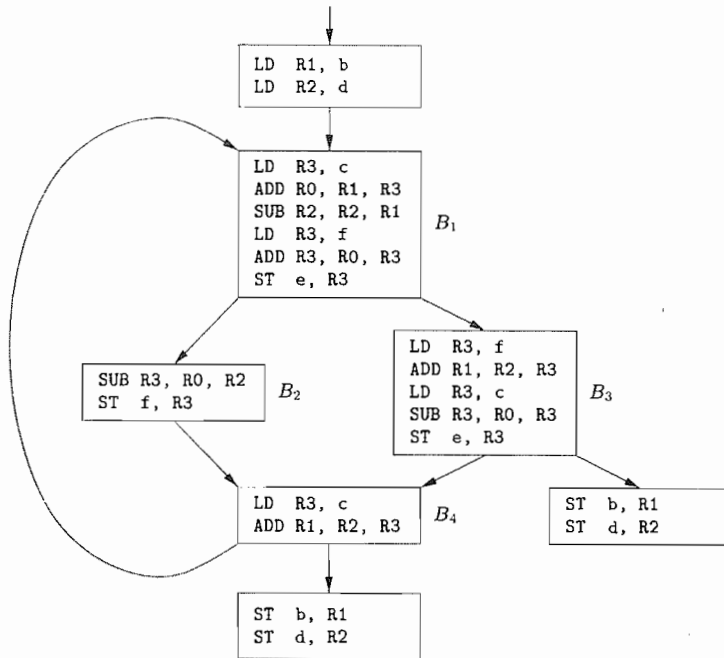 LD R1, b
LD R2, d
LD R3, c
ADD R0, R1, R3
SUB R2, R2, R1
LD R3, f
ADD R3, R0, R3
ST e, R3
B₁
SUB R3, R0, R2
ST f, R3
B₂
LD R3, f
ADD R1, R2, R3
LD R3, c
SUB R3, R0, R3
ST e, R3
B₃
LD R3, c
ADD R1, R2, R3
B₄
ST b, R1
ST d, R2
ST b, R1
ST d, R2